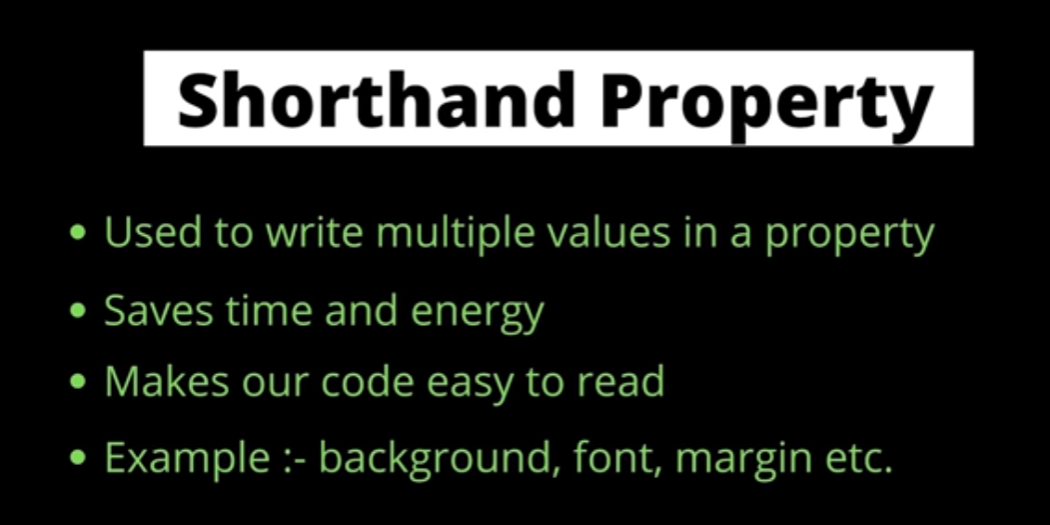 Shorthand Property
• Used to write multiple values in a property
• Saves time and energy
• Makes our code easy to read
• Example :- background, font, margin etc.